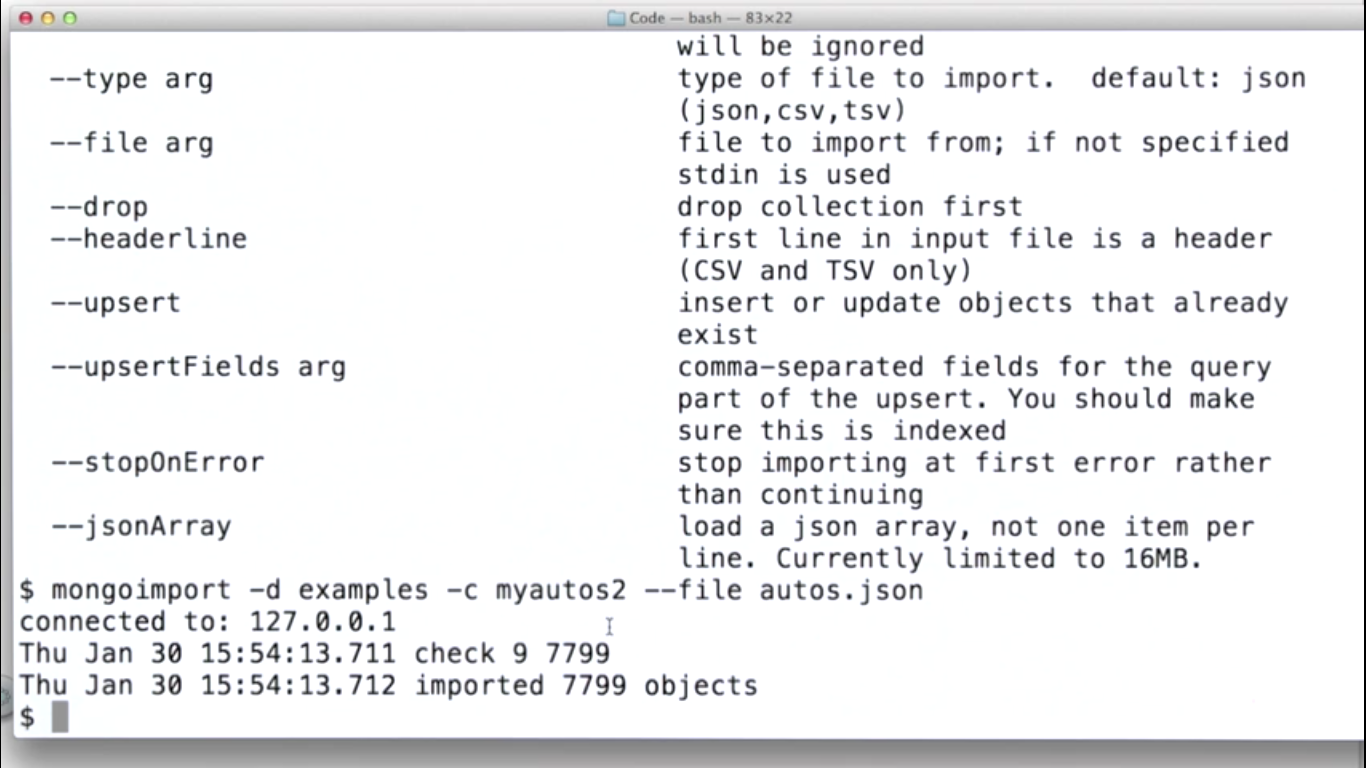 Code — bash — 83×22
will be ignored
--type arg type of file to import.  default: json
(json,csv,tsv)
--file arg file to import from; if not specified
stdin is used
--drop drop collection first
--headerline first line in input file is a header
(CSV and TSV only)
--upsert insert or update objects that already
exist
--upsertFields arg comma-separated fields for the query
part of the upsert. You should make
sure this is indexed
--stopOnError stop importing at first error rather
than continuing
--jsonArray load a json array, not one item per
line. Currently limited to 16MB.
$ mongoimport -d examples -c myautos2 --file autos.json
connected to: 127.0.0.1
Thu Jan 30 15:54:13.711 check 9 7799
Thu Jan 30 15:54:13.712 imported 7799 objects
$